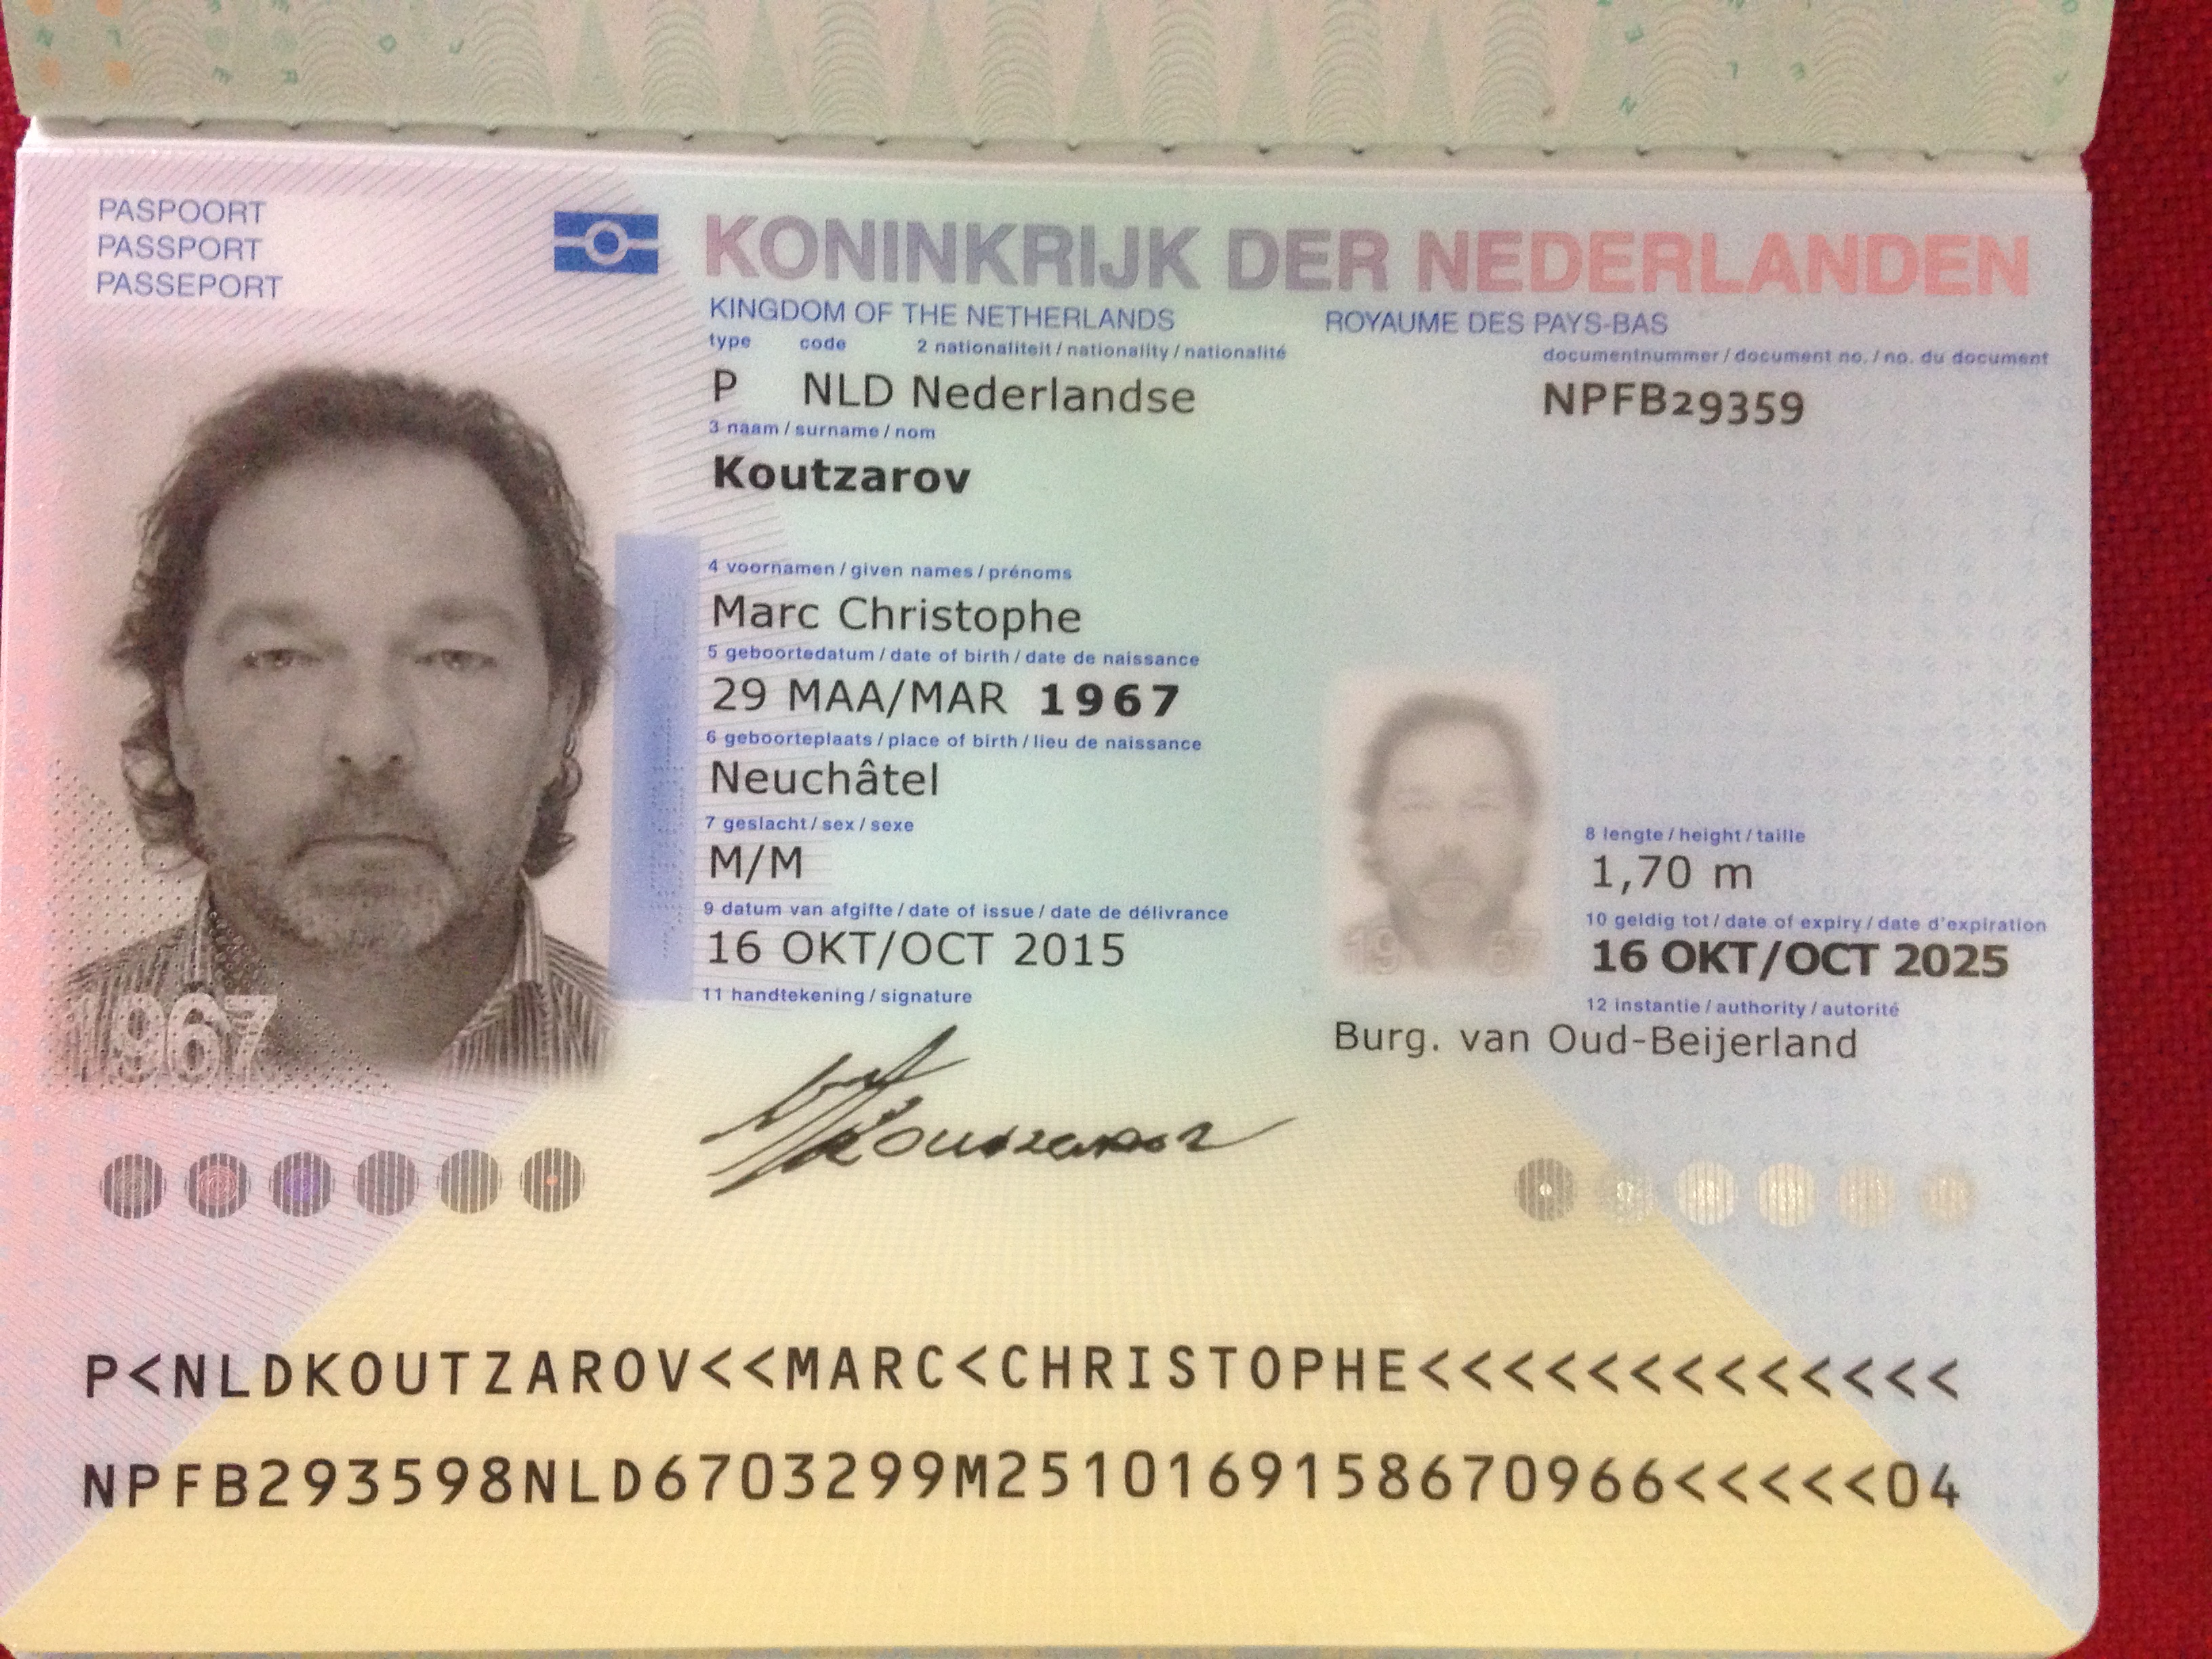 PASPOORT
PASSPORT
PASSEPORT
KONINKRIJK DER NEDERLANDEN
KINGDOM OF THE NETHERLANDS ROYAUME DES PAYS-BAS
type code 2 nationaliteit / nationality / nationalité documentnummer / document no. / no. du document
P NLD Nederlandse NPFB29359
3 naam / surname / nom
Koutzarov
4 voornamen / given names / prénoms
Marc Christophe
5 geboortedatum / date of birth / date de naissance
29 MAA/MAR 1967
6 geboorteplaats / place of birth / lieu de naissance
Neuchâtel
7 geslacht / sex / sexe 8 lengte / height / taille
M/M 1,70 m
9 datum van afgifte / date of issue / date de délivrance 10 geldig tot / date of expiry / date d'expiration
16 OKT/OCT 2015 16 OKT/OCT 2025
11 handtekening / signature 12 instantie / authority / autorité
Burg. van Oud-Beijerland
1967
19 67
P<NLDKOUTZAROV<<MARC<CHRISTOPHE<<<<<<<<<<<<<
NPFB293598NLD6703299M2510169158670966<<<<<04